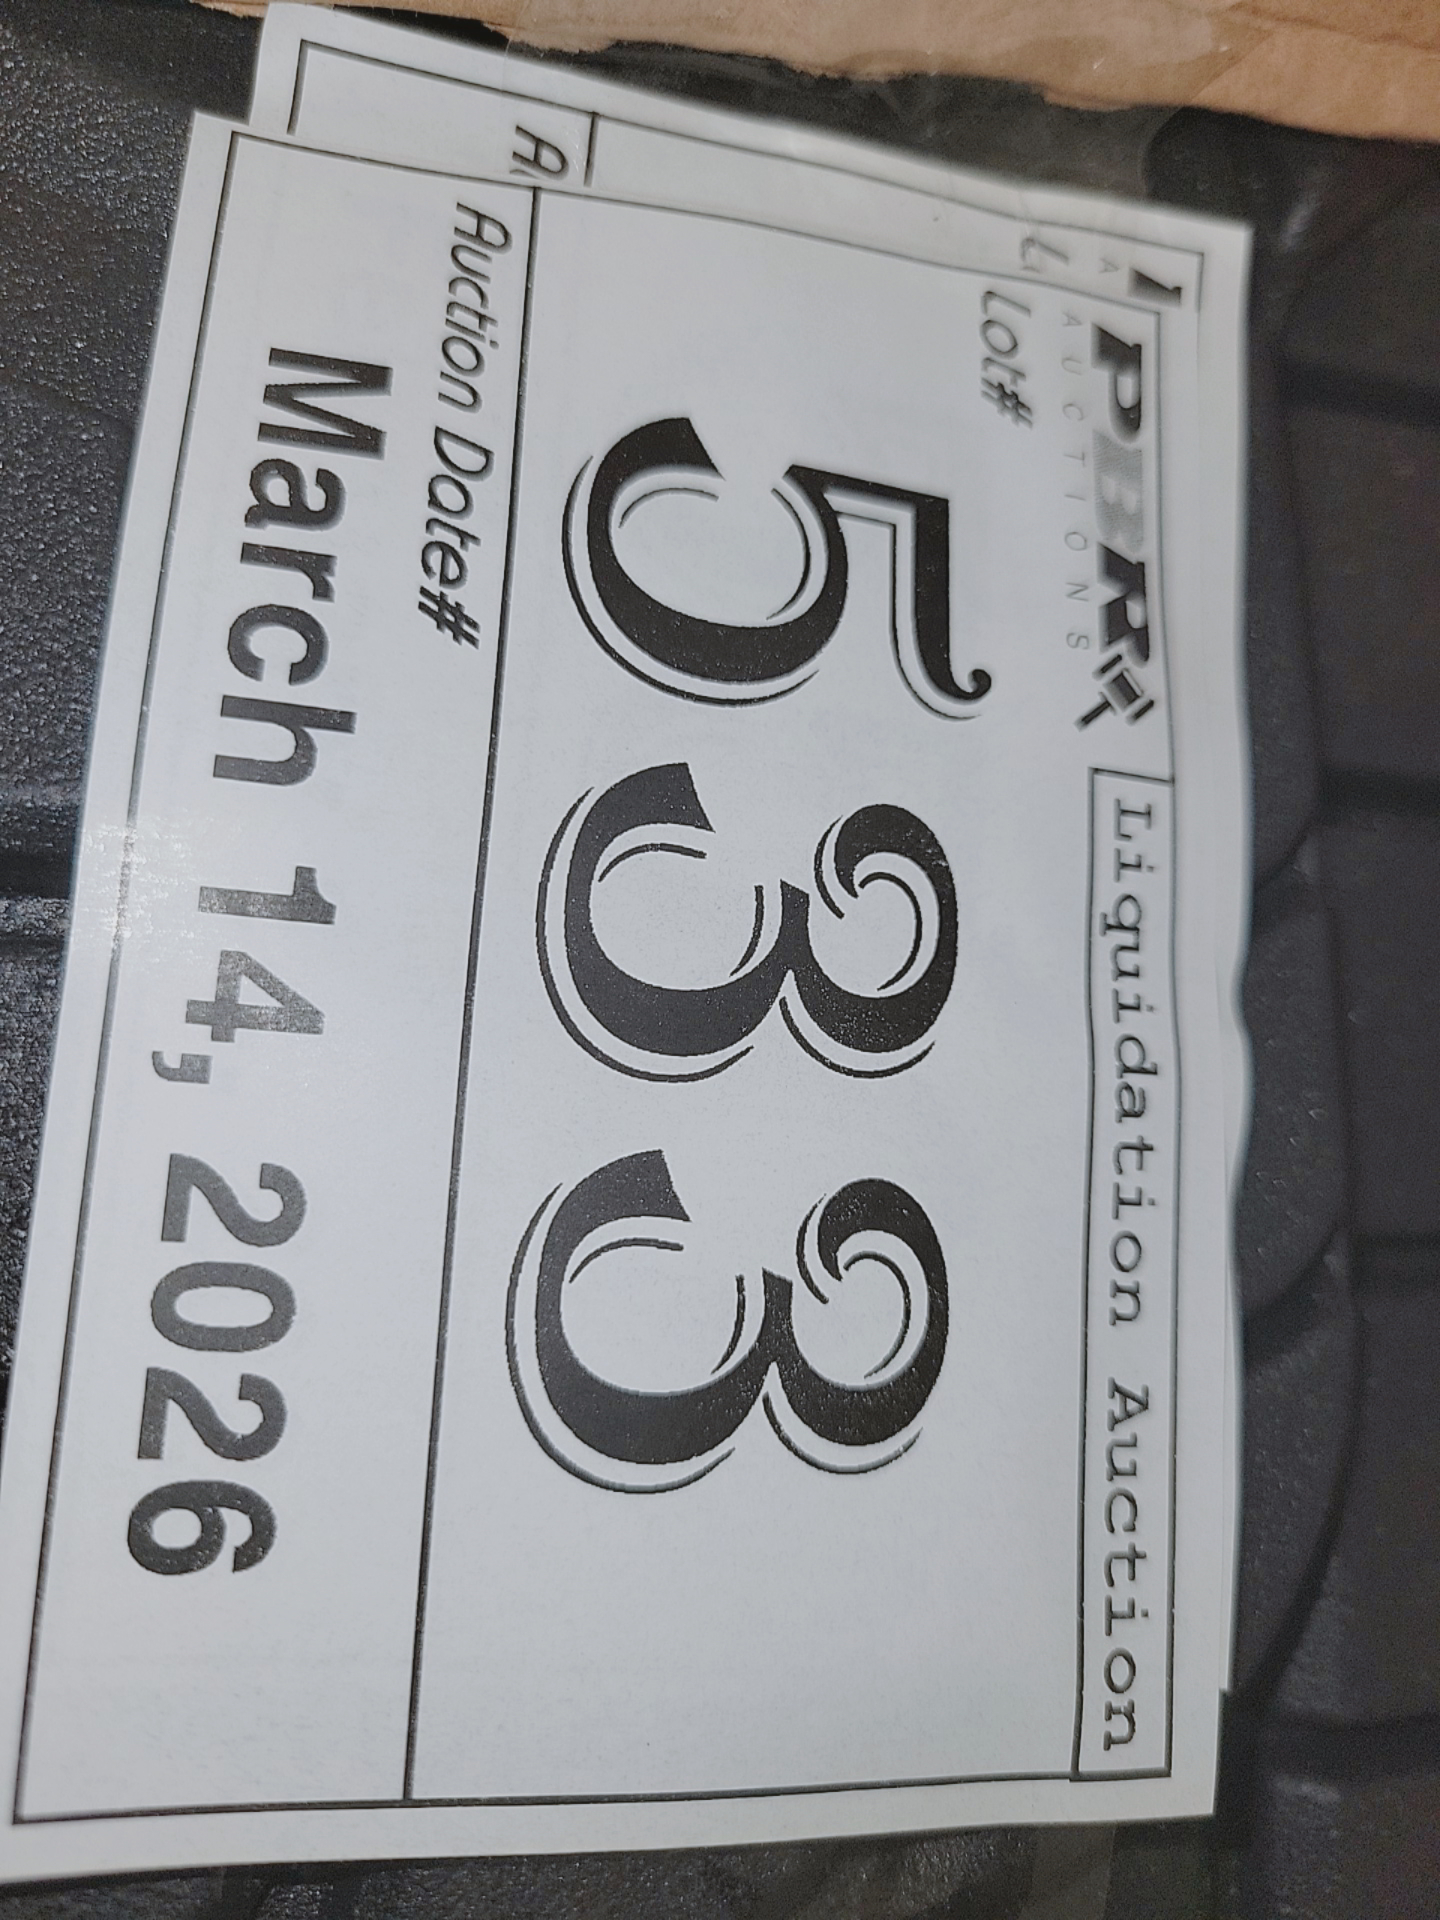 PBR
AUCTIONS
Liquidation Auction
Lot#
533
Auction Date#
March 14, 2026